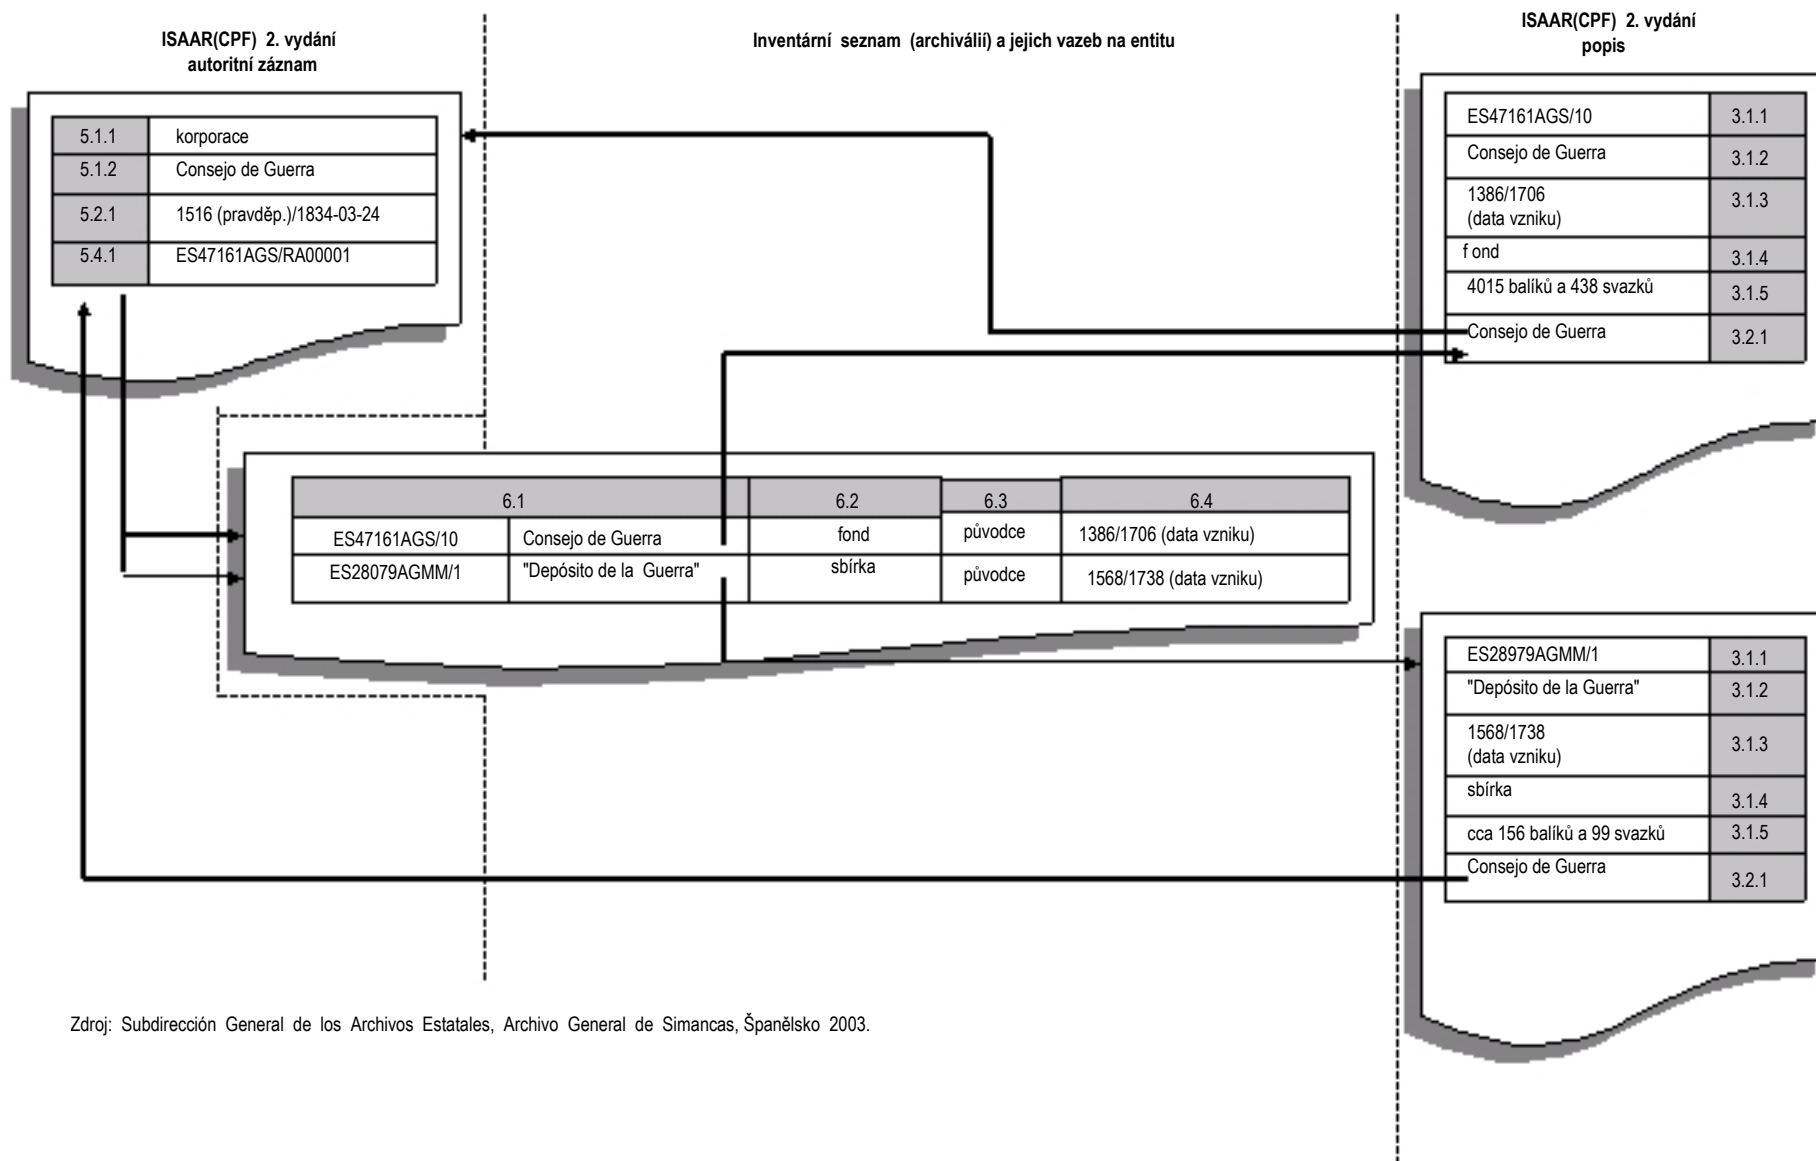 ISAAR(CPF) 2. vydání
autoritní záznam
Inventární seznam (archiválií) a jejich vazeb na entitu
ISAAR(CPF) 2. vydání
popis
5.1.1 korporace
5.1.2 Consejo de Guerra
5.2.1 1516 (pravděp.)/1834-03-24
5.4.1 ES47161AGS/RA00001
ES47161AGS/10 3.1.1
Consejo de Guerra 3.1.2
1386/1706
(data vzniku) 3.1.3
f ond 3.1.4
4015 balíků a 438 svazků 3.1.5
Consejo de Guerra 3.2.1
6.1 6.2 6.3 6.4
ES47161AGS/10 Consejo de Guerra fond původce 1386/1706 (data vzniku)
ES28079AGMM/1 "Depósito de la Guerra" sbírka původce 1568/1738 (data vzniku)
ES28979AGMM/1 3.1.1
"Depósito de la Guerra" 3.1.2
1568/1738
(data vzniku) 3.1.3
sbírka 3.1.4
cca 156 balíků a 99 svazků 3.1.5
Consejo de Guerra 3.2.1
Zdroj: Subdirección General de los Archivos Estatales, Archivo General de Simancas, Španělsko 2003.